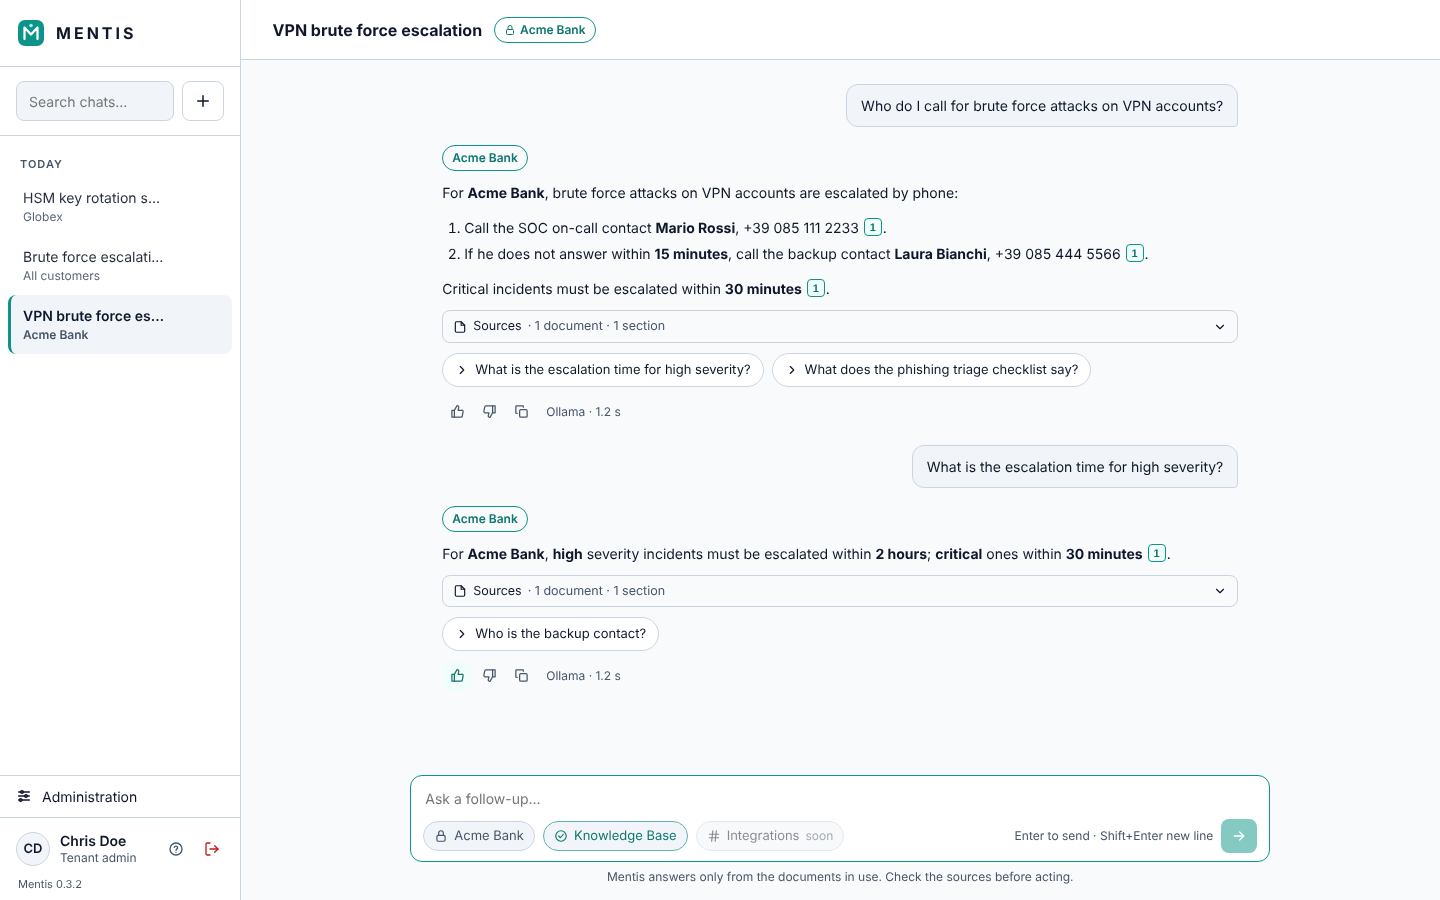 MENTIS
Search chats...
TODAY
HSM key rotation s...
Globex
Brute force escalati...
All customers
VPN brute force es...
Acme Bank
Administration
CD
Chris Doe
Tenant admin
Mentis 0.3.2
VPN brute force escalation
Acme Bank
Who do I call for brute force attacks on VPN accounts?
Acme Bank
For Acme Bank, brute force attacks on VPN accounts are escalated by phone:
1. Call the SOC on-call contact Mario Rossi, +39 085 111 2233 1.
2. If he does not answer within 15 minutes, call the backup contact Laura Bianchi, +39 085 444 5566 1.
Critical incidents must be escalated within 30 minutes 1.
Sources · 1 document · 1 section
What is the escalation time for high severity?
What does the phishing triage checklist say?
Ollama · 1.2 s
What is the escalation time for high severity?
Acme Bank
For Acme Bank, high severity incidents must be escalated within 2 hours; critical ones within 30 minutes 1.
Sources · 1 document · 1 section
Who is the backup contact?
Ollama · 1.2 s
Ask a follow-up...
Acme Bank
Knowledge Base
Integrations soon
Enter to send · Shift+Enter new line
Mentis answers only from the documents in use. Check the sources before acting.